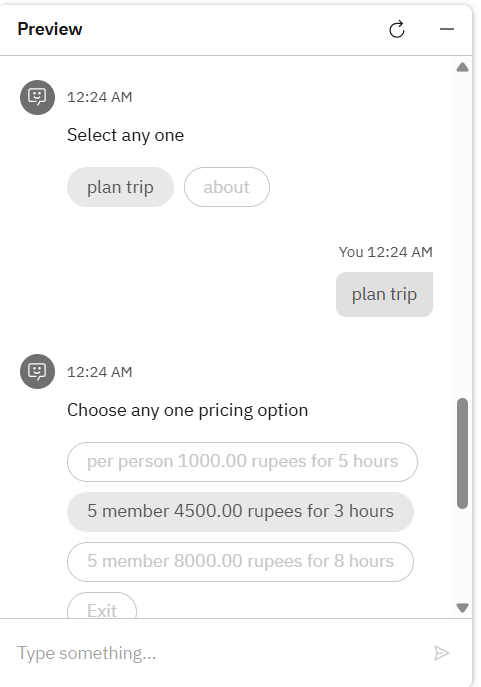 Preview
12:24 AM
Select any one
plan trip about
You 12:24 AM
plan trip
12:24 AM
Choose any one pricing option
per person 1000.00 rupees for 5 hours
5 member 4500.00 rupees for 3 hours
5 member 8000.00 rupees for 8 hours
Exit
Type something...